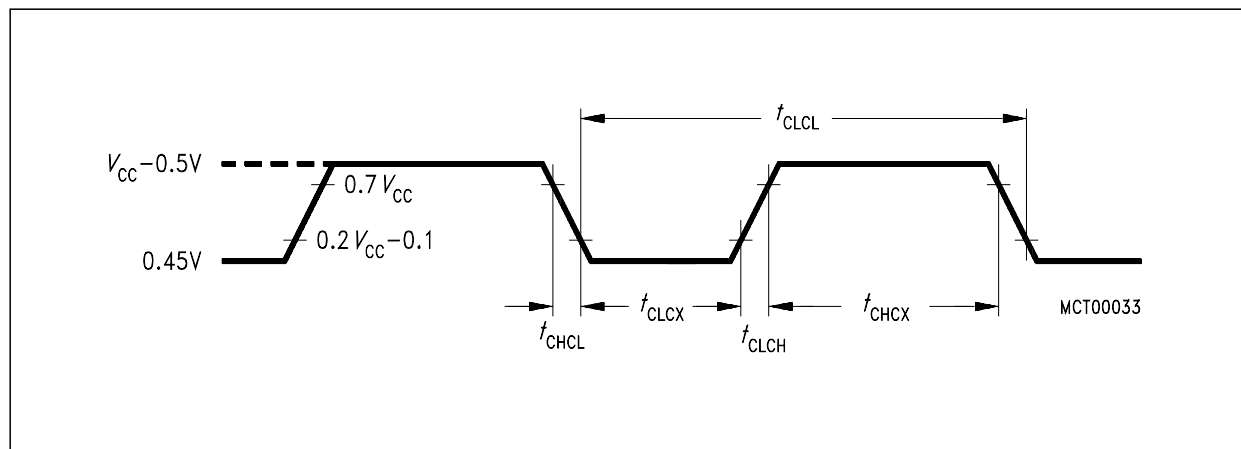 tCLCL
VCC−0.5V
0.7 VCC
0.2 VCC−0.1
0.45V
tCLCX
tCHCX
MCT00033
tCHCL
tCLCH